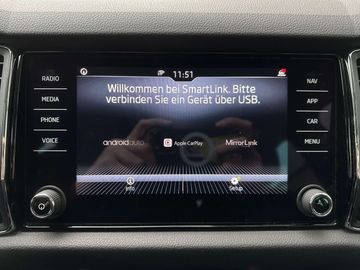 11:51
RADIO
MEDIA
PHONE
VOICE
Willkommen bei SmartLink. Bitte
verbinden Sie ein Gerät über USB.
androidauto
Apple CarPlay
MirrorLink
Info
Setup
NAV
APP
CAR
MENU